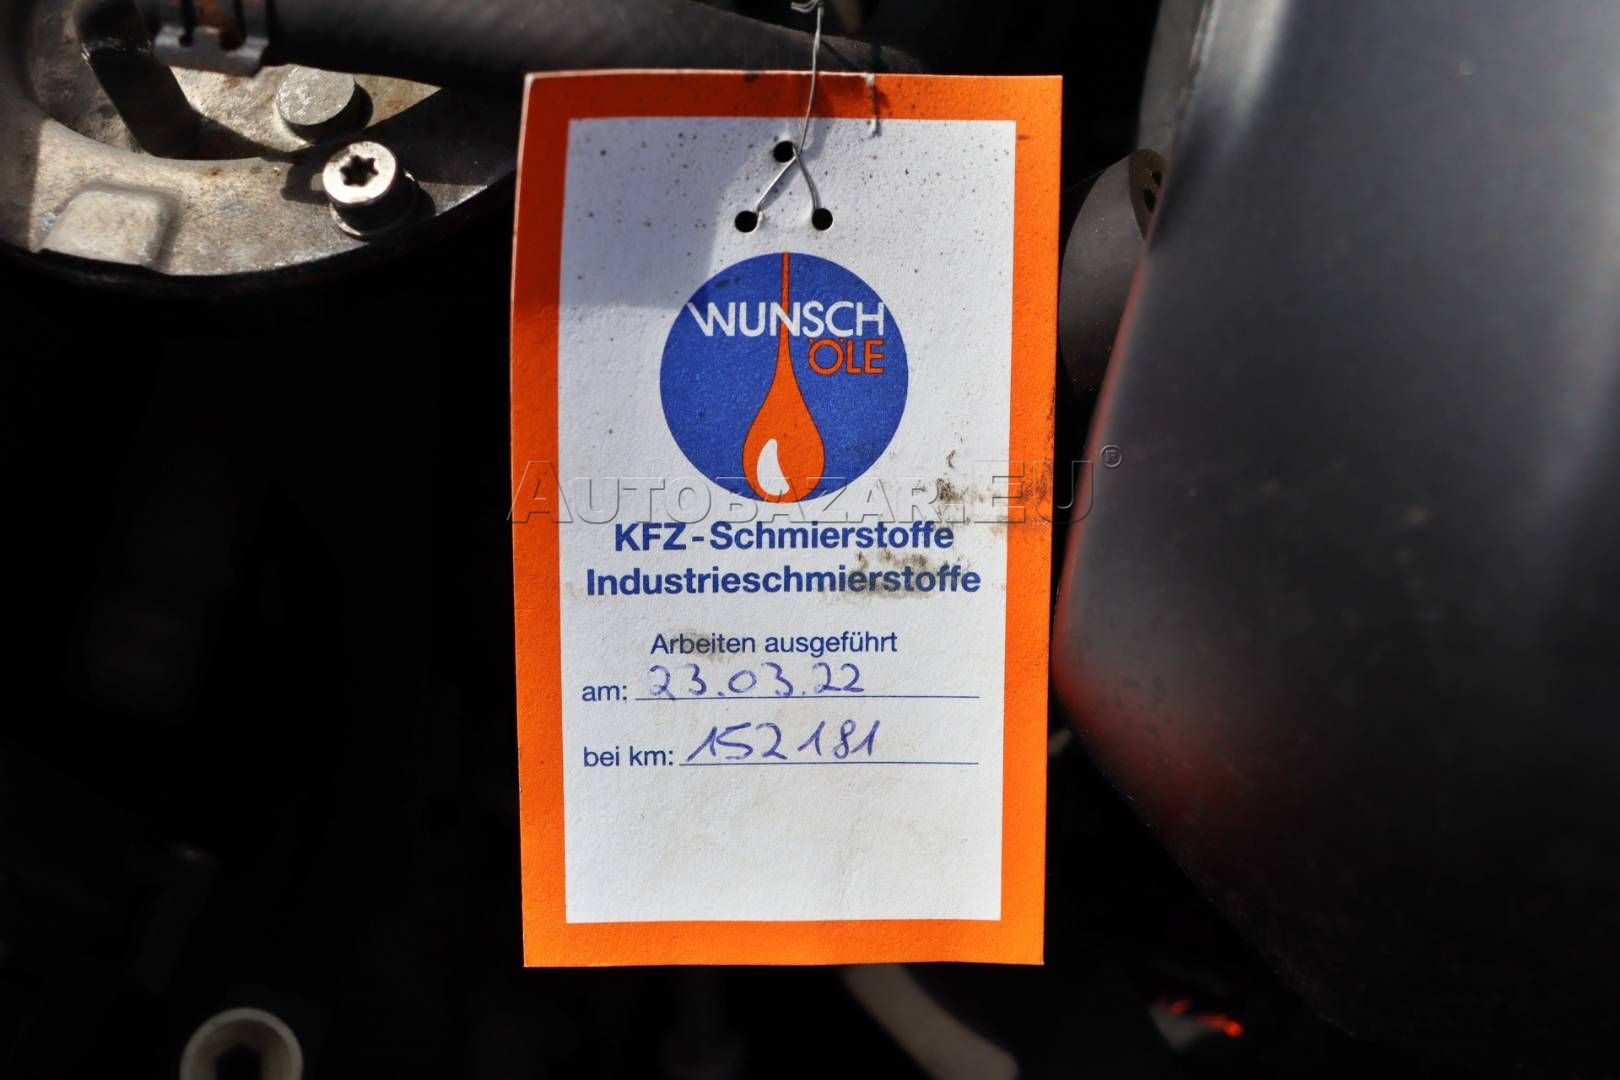 WUNSCH
ÖLE
AUTOBAZAR.EU®
KFZ-Schmierstoffe
Industrieschmierstoffe
Arbeiten ausgeführt
am: 23.03.22
bei km: 152181